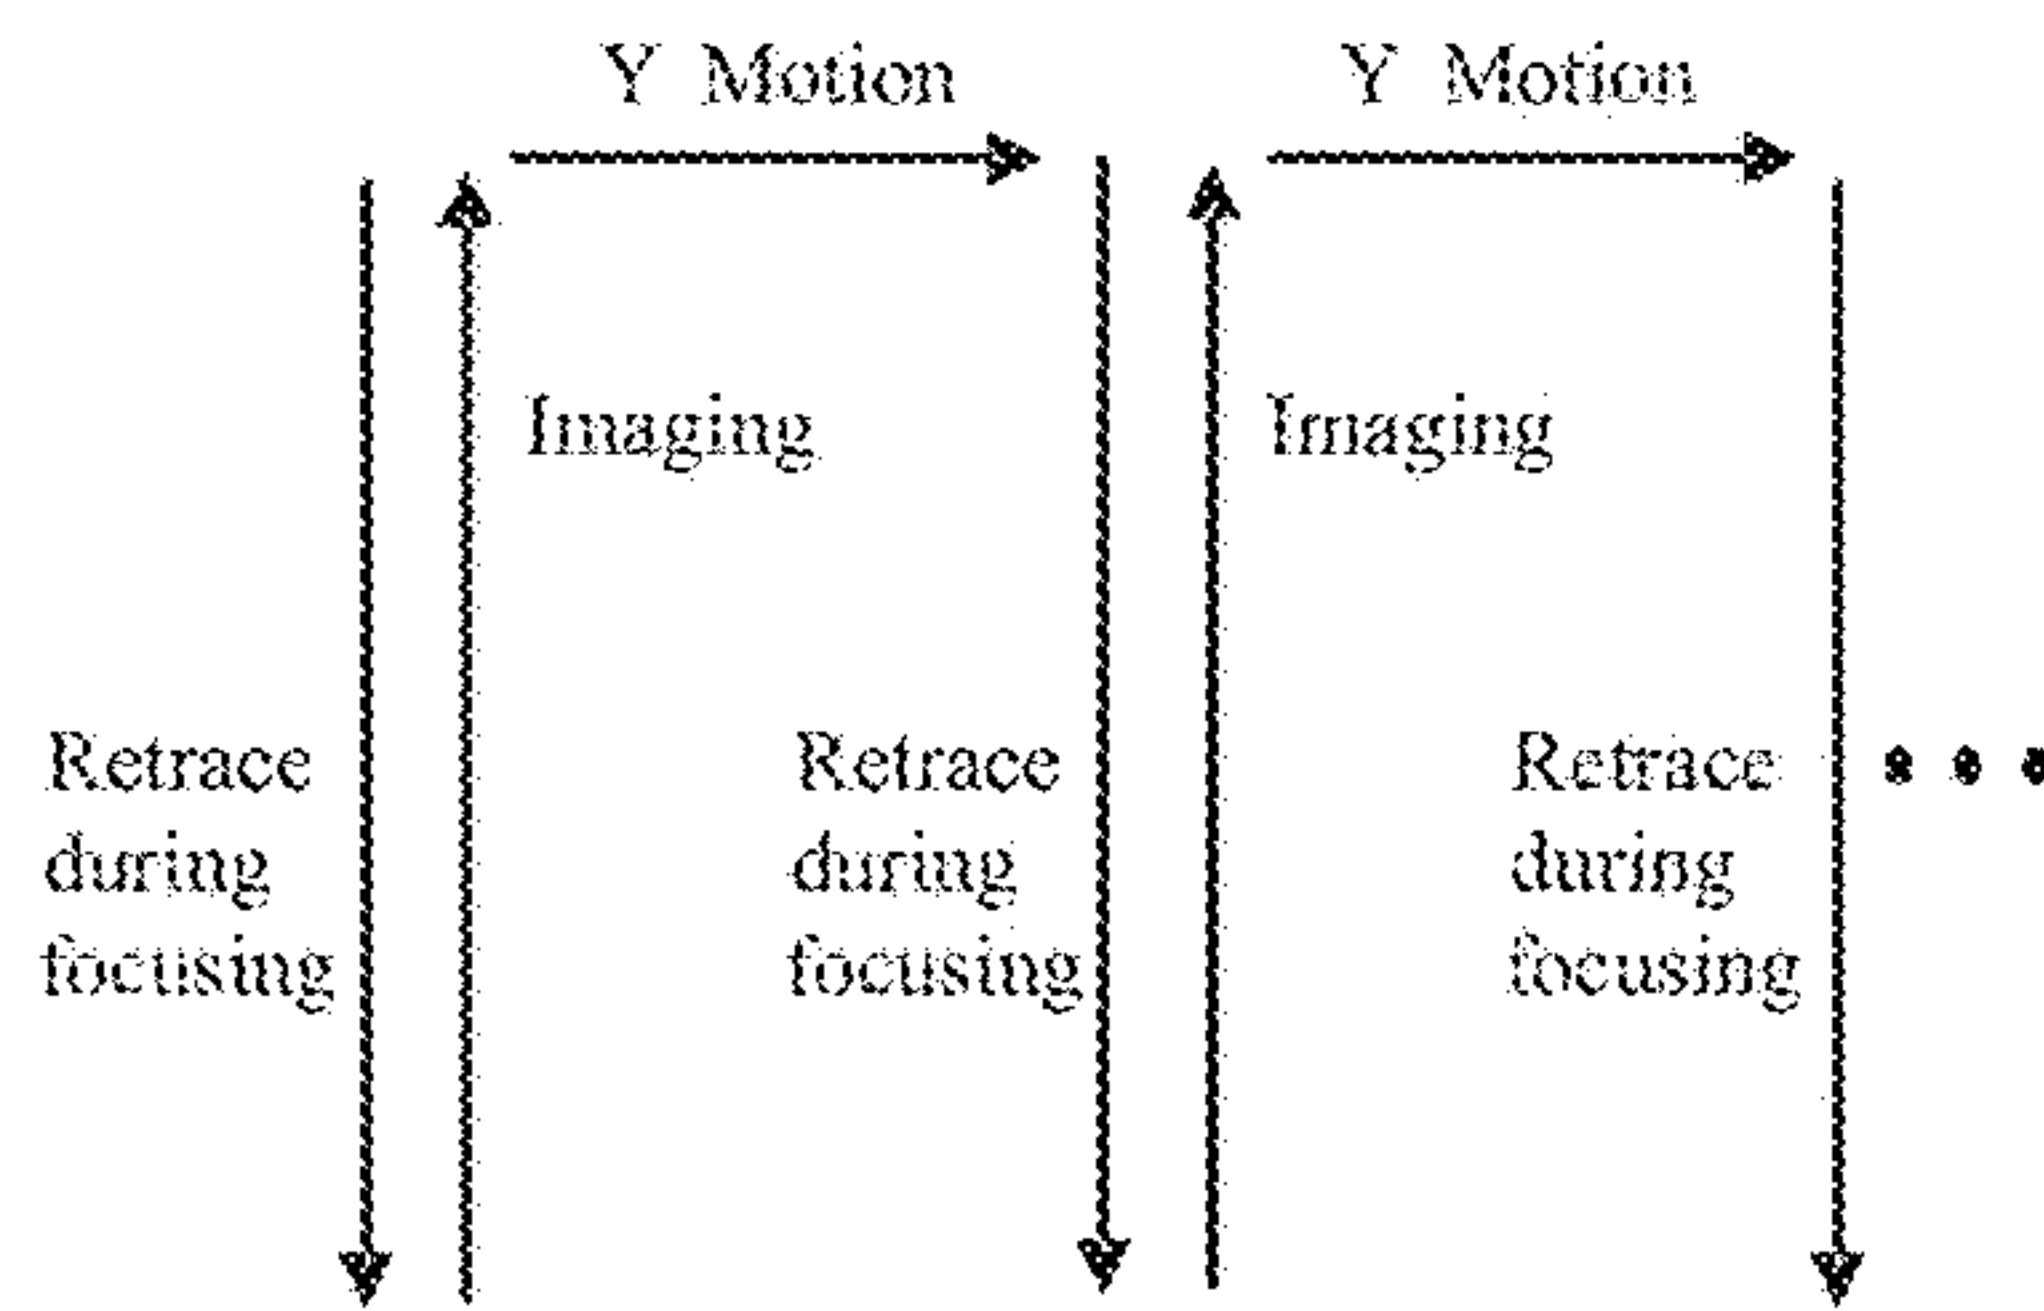 Y Motion
Y Motion
Imaging
Imaging
Retrace
during
focusing
Retrace
during
focusing
Retrace
during
focusing